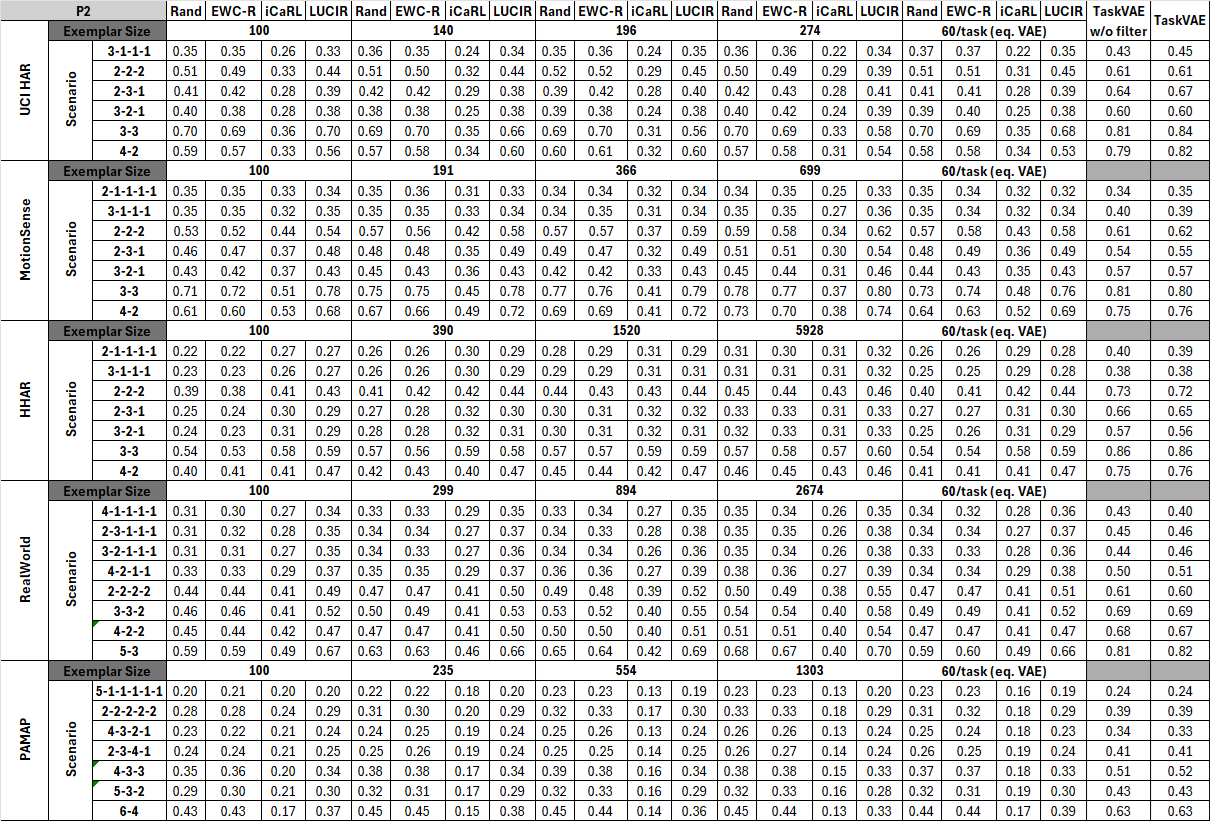 P2 Rand EWC-R iCaRL LUCIR Rand EWC-R iCaRL LUCIR Rand EWC-R iCaRL LUCIR Rand EWC-R iCaRL LUCIR Rand EWC-R iCaRL LUCIR TaskVAE w/o filter TaskVAE
UCI HAR
Exemplar Size 100 140 196 274 60/task (eq. VAE)
Scenario
3-1-1-1 0.35 0.35 0.26 0.33 0.36 0.35 0.24 0.34 0.35 0.36 0.24 0.35 0.36 0.36 0.22 0.34 0.37 0.37 0.22 0.35 0.43 0.45
2-2-2 0.51 0.49 0.33 0.44 0.51 0.50 0.32 0.44 0.52 0.52 0.29 0.45 0.50 0.49 0.29 0.39 0.51 0.51 0.31 0.45 0.61 0.61
2-3-1 0.41 0.42 0.28 0.39 0.42 0.42 0.29 0.38 0.39 0.42 0.28 0.40 0.42 0.43 0.28 0.41 0.41 0.41 0.28 0.39 0.64 0.67
3-2-1 0.40 0.38 0.28 0.38 0.38 0.38 0.25 0.38 0.39 0.38 0.24 0.38 0.40 0.42 0.24 0.39 0.39 0.40 0.25 0.38 0.60 0.60
3-3 0.70 0.69 0.36 0.70 0.69 0.70 0.35 0.66 0.69 0.70 0.31 0.56 0.70 0.69 0.33 0.58 0.70 0.69 0.35 0.68 0.81 0.84
4-2 0.59 0.57 0.33 0.56 0.57 0.58 0.34 0.60 0.60 0.61 0.32 0.60 0.57 0.58 0.31 0.54 0.58 0.58 0.34 0.53 0.79 0.82
MotionSense
Exemplar Size 100 191 366 699 60/task (eq. VAE)
Scenario
2-1-1-1-1 0.35 0.35 0.33 0.34 0.35 0.36 0.31 0.33 0.34 0.34 0.32 0.34 0.34 0.35 0.25 0.33 0.35 0.34 0.32 0.32 0.34 0.35
3-1-1-1 0.35 0.35 0.32 0.35 0.35 0.35 0.33 0.34 0.34 0.35 0.31 0.34 0.35 0.35 0.27 0.36 0.35 0.34 0.32 0.34 0.40 0.39
2-2-2 0.53 0.52 0.44 0.54 0.57 0.56 0.42 0.58 0.57 0.57 0.37 0.59 0.59 0.58 0.34 0.62 0.57 0.58 0.43 0.58 0.61 0.62
2-3-1 0.46 0.47 0.37 0.48 0.48 0.48 0.35 0.49 0.49 0.47 0.32 0.49 0.51 0.51 0.30 0.54 0.48 0.49 0.36 0.49 0.54 0.55
3-2-1 0.43 0.42 0.37 0.43 0.45 0.43 0.36 0.43 0.42 0.42 0.33 0.43 0.45 0.44 0.31 0.46 0.44 0.43 0.35 0.43 0.57 0.57
3-3 0.71 0.72 0.51 0.78 0.75 0.75 0.45 0.78 0.77 0.76 0.41 0.79 0.78 0.77 0.37 0.80 0.73 0.74 0.48 0.76 0.81 0.80
4-2 0.61 0.60 0.53 0.68 0.67 0.66 0.49 0.72 0.69 0.69 0.41 0.72 0.73 0.70 0.38 0.74 0.64 0.63 0.52 0.69 0.75 0.76
HHAR
Exemplar Size 100 390 1520 5928 60/task (eq. VAE)
Scenario
2-1-1-1-1 0.22 0.22 0.27 0.27 0.26 0.26 0.30 0.29 0.28 0.29 0.31 0.29 0.31 0.30 0.31 0.32 0.26 0.26 0.29 0.28 0.40 0.39
3-1-1-1 0.23 0.23 0.26 0.27 0.26 0.26 0.30 0.29 0.29 0.29 0.31 0.31 0.31 0.31 0.31 0.32 0.25 0.25 0.29 0.28 0.38 0.38
2-2-2 0.39 0.38 0.41 0.43 0.41 0.42 0.42 0.44 0.44 0.43 0.43 0.44 0.45 0.44 0.43 0.46 0.40 0.41 0.42 0.44 0.73 0.72
2-3-1 0.25 0.24 0.30 0.29 0.27 0.28 0.32 0.30 0.30 0.31 0.32 0.32 0.33 0.33 0.31 0.33 0.27 0.27 0.31 0.30 0.66 0.65
3-2-1 0.24 0.23 0.31 0.29 0.28 0.28 0.32 0.31 0.30 0.31 0.32 0.31 0.32 0.33 0.31 0.33 0.25 0.26 0.31 0.29 0.57 0.56
3-3 0.54 0.53 0.58 0.59 0.57 0.56 0.59 0.58 0.57 0.57 0.59 0.59 0.57 0.58 0.57 0.60 0.54 0.54 0.58 0.59 0.86 0.86
4-2 0.40 0.41 0.41 0.47 0.42 0.43 0.40 0.47 0.45 0.44 0.42 0.47 0.46 0.45 0.43 0.46 0.41 0.41 0.41 0.47 0.75 0.76
RealWorld
Exemplar Size 100 299 894 2674 60/task (eq. VAE)
Scenario
4-1-1-1-1 0.31 0.30 0.27 0.34 0.33 0.33 0.29 0.35 0.33 0.34 0.27 0.35 0.35 0.34 0.26 0.35 0.34 0.32 0.28 0.36 0.43 0.40
2-3-1-1-1 0.31 0.32 0.28 0.35 0.34 0.34 0.27 0.37 0.34 0.33 0.28 0.38 0.35 0.35 0.26 0.38 0.34 0.34 0.27 0.37 0.45 0.46
3-2-1-1-1 0.31 0.31 0.27 0.35 0.34 0.33 0.27 0.36 0.34 0.34 0.26 0.36 0.35 0.34 0.26 0.38 0.33 0.33 0.28 0.36 0.44 0.46
4-2-1-1 0.33 0.33 0.29 0.37 0.35 0.35 0.29 0.37 0.36 0.36 0.27 0.39 0.38 0.36 0.27 0.39 0.34 0.34 0.29 0.38 0.50 0.51
2-2-2-2 0.44 0.44 0.41 0.49 0.47 0.47 0.41 0.50 0.49 0.48 0.39 0.52 0.50 0.49 0.38 0.55 0.47 0.47 0.41 0.51 0.61 0.60
3-3-2 0.46 0.46 0.41 0.52 0.50 0.49 0.41 0.53 0.53 0.52 0.40 0.55 0.54 0.54 0.40 0.58 0.49 0.49 0.41 0.52 0.69 0.69
4-2-2 0.45 0.44 0.42 0.47 0.47 0.47 0.41 0.50 0.50 0.50 0.40 0.51 0.51 0.51 0.40 0.54 0.47 0.47 0.41 0.47 0.68 0.67
5-3 0.59 0.59 0.49 0.67 0.63 0.63 0.46 0.66 0.65 0.64 0.42 0.69 0.65 0.67 0.40 0.70 0.59 0.60 0.49 0.66 0.81 0.82
PAMAP
Exemplar Size 100 235 554 1303 60/task (eq. VAE)
Scenario
5-1-1-1-1-1 0.20 0.21 0.20 0.20 0.22 0.22 0.18 0.20 0.23 0.23 0.13 0.19 0.23 0.23 0.13 0.20 0.23 0.23 0.16 0.19 0.24 0.24
2-2-2-2-2 0.28 0.28 0.24 0.29 0.31 0.30 0.20 0.29 0.32 0.33 0.17 0.30 0.33 0.33 0.18 0.29 0.31 0.32 0.18 0.29 0.39 0.39
4-3-2-1 0.23 0.22 0.21 0.24 0.24 0.25 0.19 0.24 0.25 0.26 0.13 0.24 0.26 0.26 0.13 0.24 0.25 0.24 0.18 0.23 0.34 0.33
2-3-4-1 0.24 0.24 0.21 0.25 0.25 0.26 0.19 0.24 0.25 0.25 0.14 0.25 0.26 0.27 0.14 0.24 0.26 0.25 0.19 0.24 0.41 0.41
4-3-3 0.35 0.36 0.20 0.34 0.38 0.38 0.17 0.34 0.39 0.38 0.16 0.34 0.38 0.38 0.15 0.33 0.37 0.37 0.18 0.33 0.51 0.52
5-3-2 0.29 0.30 0.21 0.30 0.32 0.31 0.17 0.29 0.32 0.33 0.16 0.29 0.32 0.33 0.16 0.28 0.32 0.31 0.19 0.30 0.43 0.43
6-4 0.43 0.43 0.17 0.37 0.45 0.45 0.15 0.38 0.45 0.44 0.14 0.36 0.45 0.44 0.13 0.33 0.44 0.44 0.17 0.39 0.63 0.63